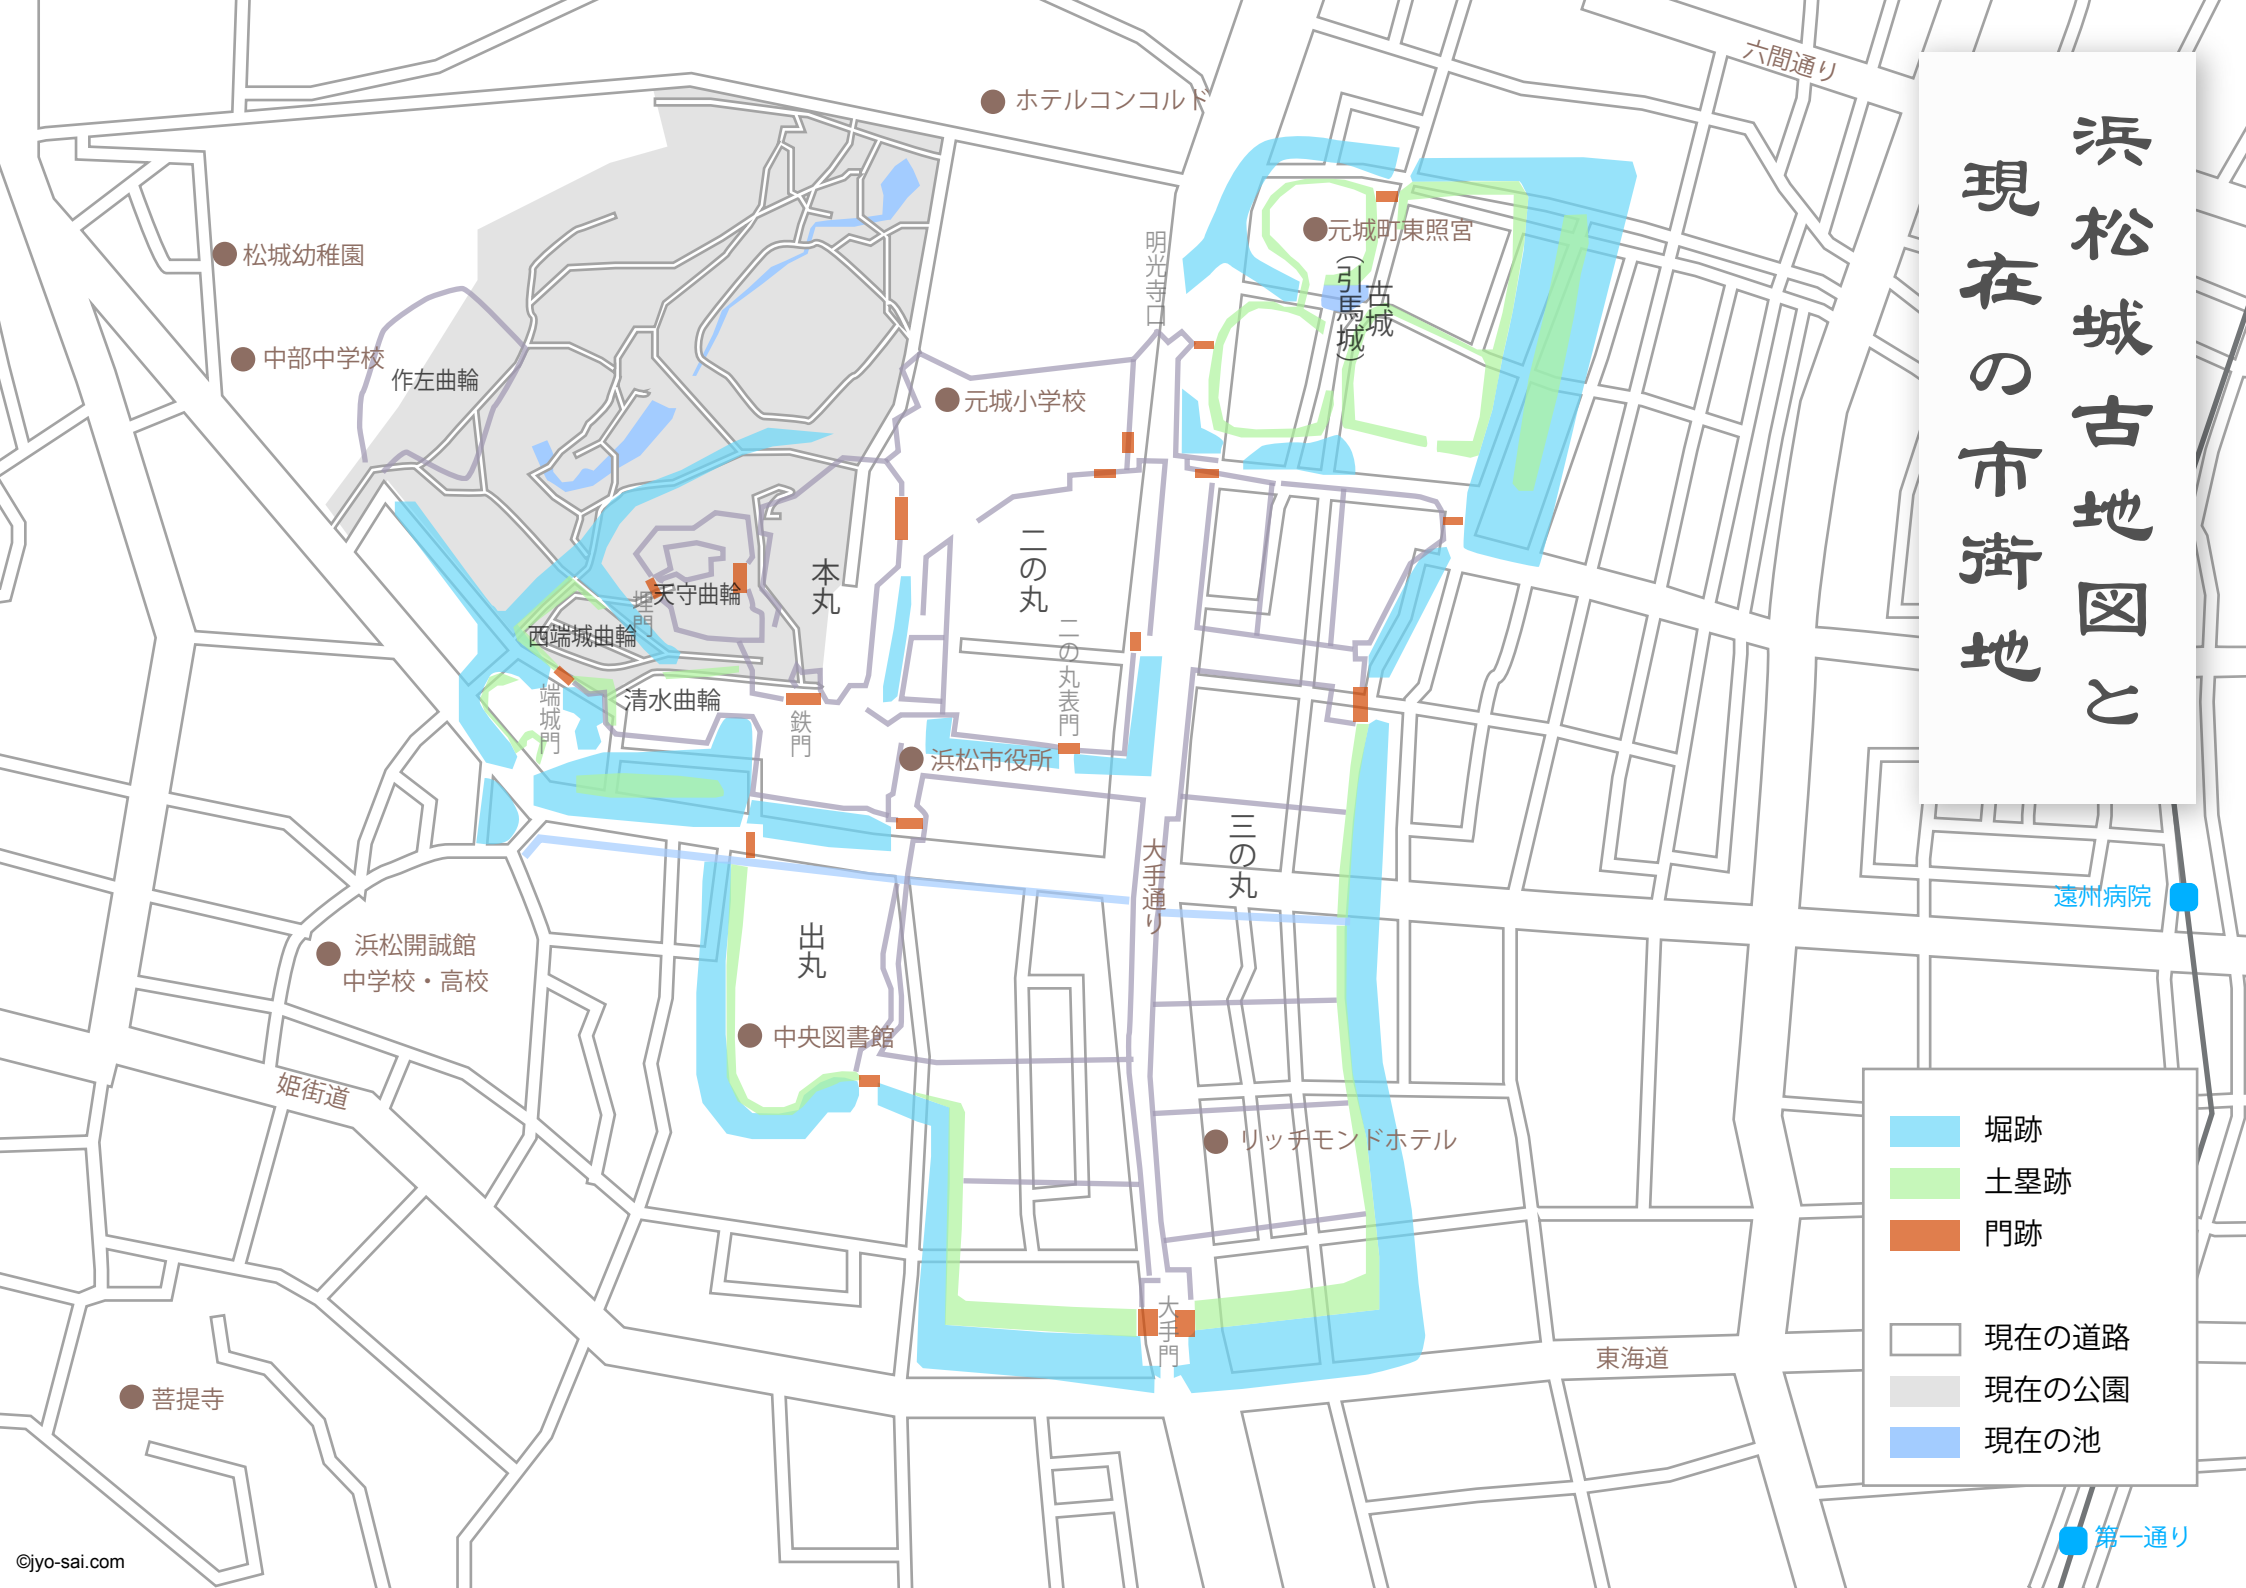 浜松城古地図と
現在の市街地
六間通り
ホテルコンコルド
松城幼稚園
中部中学校
作左曲輪
元城小学校
明光寺口
元城町東照宮
古城
（引馬城）
本丸
二の丸
天守曲輪
埋門
西端城曲輪
清水曲輪
端城門
鉄門
二の丸表門
浜松市役所
三の丸
大手通り
出丸
浜松開誠館
中学校・高校
中央図書館
姫街道
リッチモンドホテル
大手門
東海道
菩提寺
遠州病院
第一通り
堀跡
土塁跡
門跡
現在の道路
現在の公園
現在の池
©jyo-sai.com